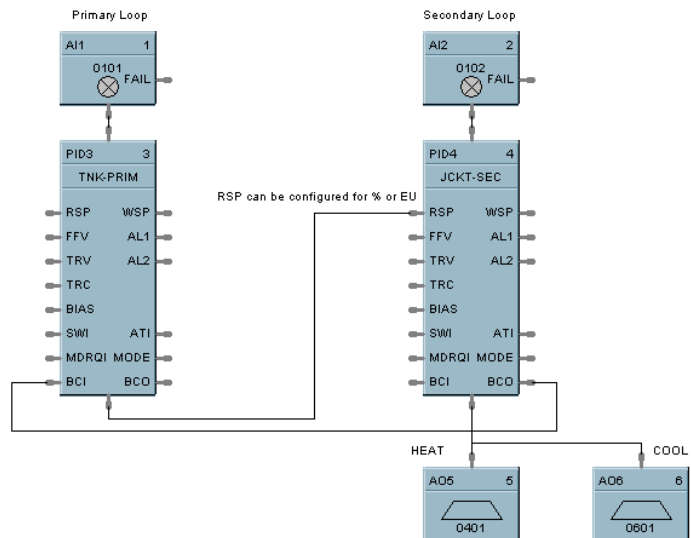 Primary Loop
AI1 1
0101
FAIL
Secondary Loop
AI2 2
0102
FAIL
PID3 3
TNK-PRIM
RSP WSP
FFV AL1
TRV AL2
TRC
BIAS
SWI ATI
MDRQI MODE
BCI BCO
RSP can be configured for % or EU
PID4 4
JCKT-SEC
RSP WSP
FFV AL1
TRV AL2
TRC
BIAS
SWI ATI
MDRQI MODE
BCI BCO
HEAT
AO5 5
0401
COOL
AO6 6
0601